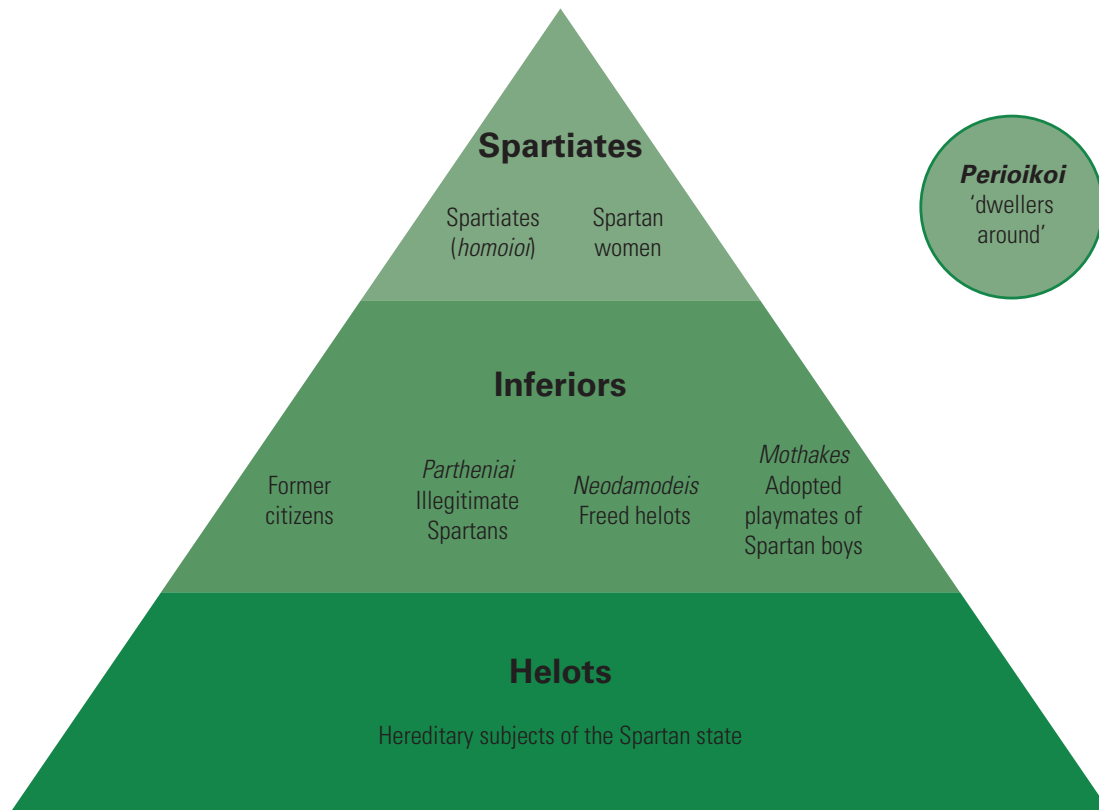 Spartiates
Spartiates
(homoioi)
Spartan
women
Perioikoi
‘dwellers
around’
Inferiors
Former
citizens
Partheniai
Illegitimate
Spartans
Neodamodeis
Freed helots
Mothakes
Adopted
playmates of
Spartan boys
Helots
Hereditary subjects of the Spartan state